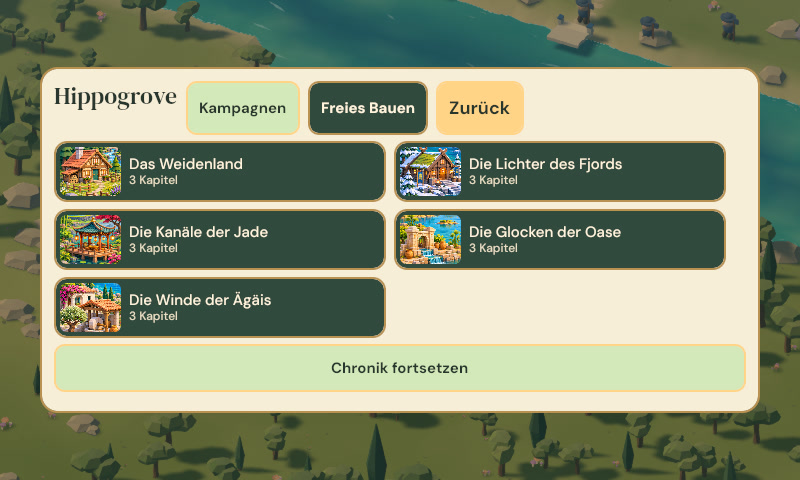 Hippogrove
Kampagnen
Freies Bauen
Zurück
Das Weidenland
3 Kapitel
Die Lichter des Fjords
3 Kapitel
Die Kanäle der Jade
3 Kapitel
Die Glocken der Oase
3 Kapitel
Die Winde der Ägäis
3 Kapitel
Chronik fortsetzen